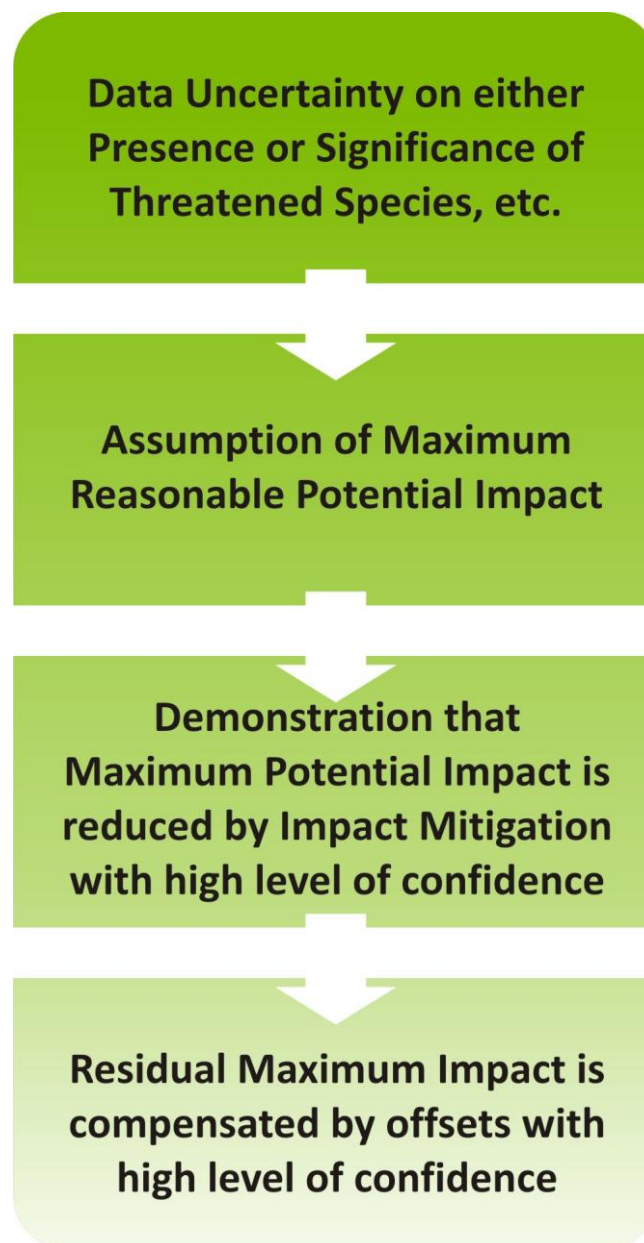 Data Uncertainty on either
Presence or Significance of
Threatened Species, etc.
Assumption of Maximum
Reasonable Potential Impact
Demonstration that
Maximum Potential Impact is
reduced by Impact Mitigation
with high level of confidence
Residual Maximum Impact is
compensated by offsets with
high level of confidence